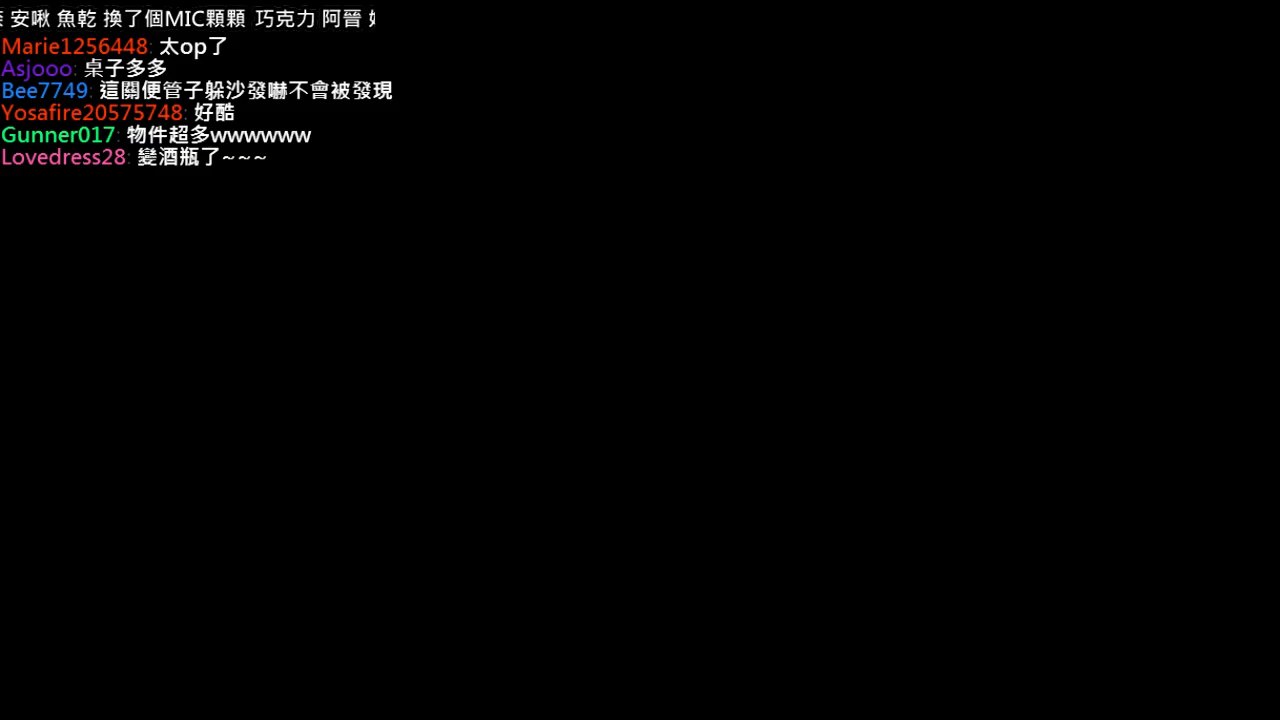 安啾 魚乾 換了個MIC顆顆 巧克力 阿晉
Marie1256448: 太op了
Asjooo: 桌子多多
Bee7749: 這關便管子躲沙發嚇不會被發現
Yosafire20575748: 好酷
Gunner017: 物件超多wwwwww
Lovedress28: 變酒瓶了~~~